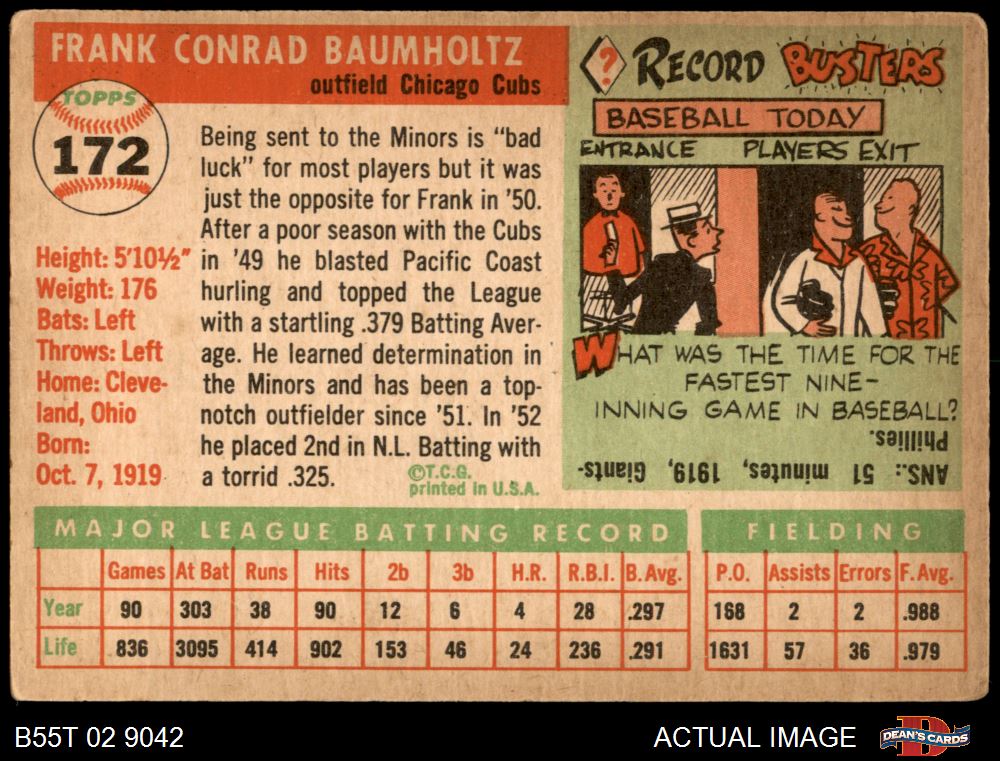 FRANK CONRAD BAUMHOLTZ
outfield Chicago Cubs
TOPPS
172
Height: 5'10½"
Weight: 176
Bats: Left
Throws: Left
Home: Cleve-
land, Ohio
Born:
Oct. 7, 1919
Being sent to the Minors is "bad
luck" for most players but it was
just the opposite for Frank in '50.
After a poor season with the Cubs
in '49 he blasted Pacific Coast
hurling and topped the League
with a startling .379 Batting Aver-
age. He learned determination in
the Minors and has been a top-
notch outfielder since '51. In '52
he placed 2nd in N.L. Batting with
a torrid .325.
©T.C.G.
printed in U.S.A.
? RECORD BUSTERS
BASEBALL TODAY
ENTRANCE PLAYERS EXIT
WHAT WAS THE TIME FOR THE
FASTEST NINE-
INNING GAME IN BASEBALL?
ANS.: 51 minutes, 1919, Giants-
Phillies.
MAJOR LEAGUE BATTING RECORD FIELDING
Games At Bat Runs Hits 2b 3b H.R. R.B.I. B. Avg. P.O. Assists Errors F. Avg.
Year 90 303 38 90 12 6 4 28 .297 168 2 2 .988
Life 836 3095 414 902 153 46 24 236 .291 1631 57 36 .979
B55T 02 9042
ACTUAL IMAGE
D
DEAN'S CARDS